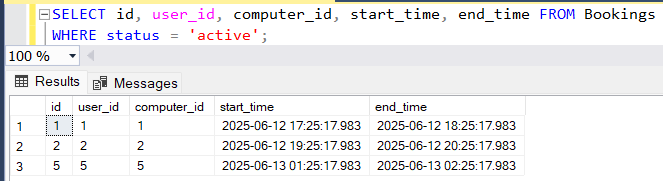 SELECT id, user_id, computer_id, start_time, end_time FROM Bookings
WHERE status = 'active';
100 %
Results Messages
id user_id computer_id start_time end_time
1 1 1 1 2025-06-12 17:25:17.983 2025-06-12 18:25:17.983
2 2 2 2 2025-06-12 19:25:17.983 2025-06-12 20:25:17.983
3 5 5 5 2025-06-13 01:25:17.983 2025-06-13 02:25:17.983